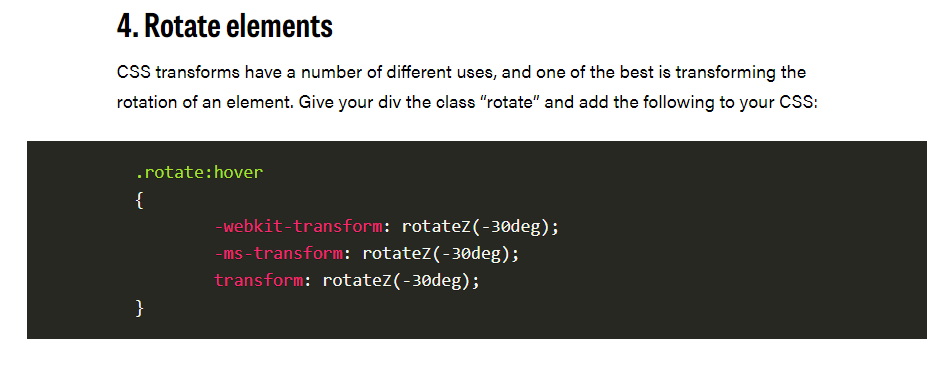 4. Rotate elements
CSS transforms have a number of different uses, and one of the best is transforming the
rotation of an element. Give your div the class “rotate” and add the following to your CSS:
.rotate:hover
{
-webkit-transform: rotateZ(-30deg);
-ms-transform: rotateZ(-30deg);
transform: rotateZ(-30deg);
}